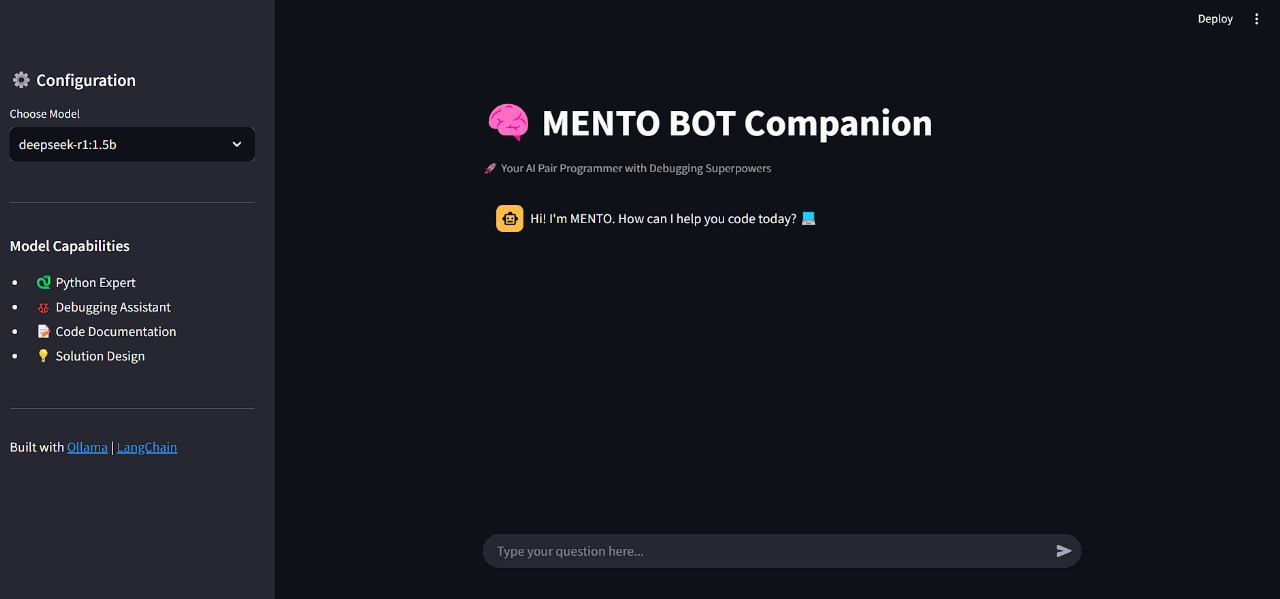 Deploy
Configuration
Choose Model
deepseek-r1:1.5b
Model Capabilities
Python Expert
Debugging Assistant
Code Documentation
Solution Design
Built with Ollama | LangChain
MENTO BOT Companion
Your AI Pair Programmer with Debugging Superpowers
Hi! I'm MENTO. How can I help you code today?
Type your question here...